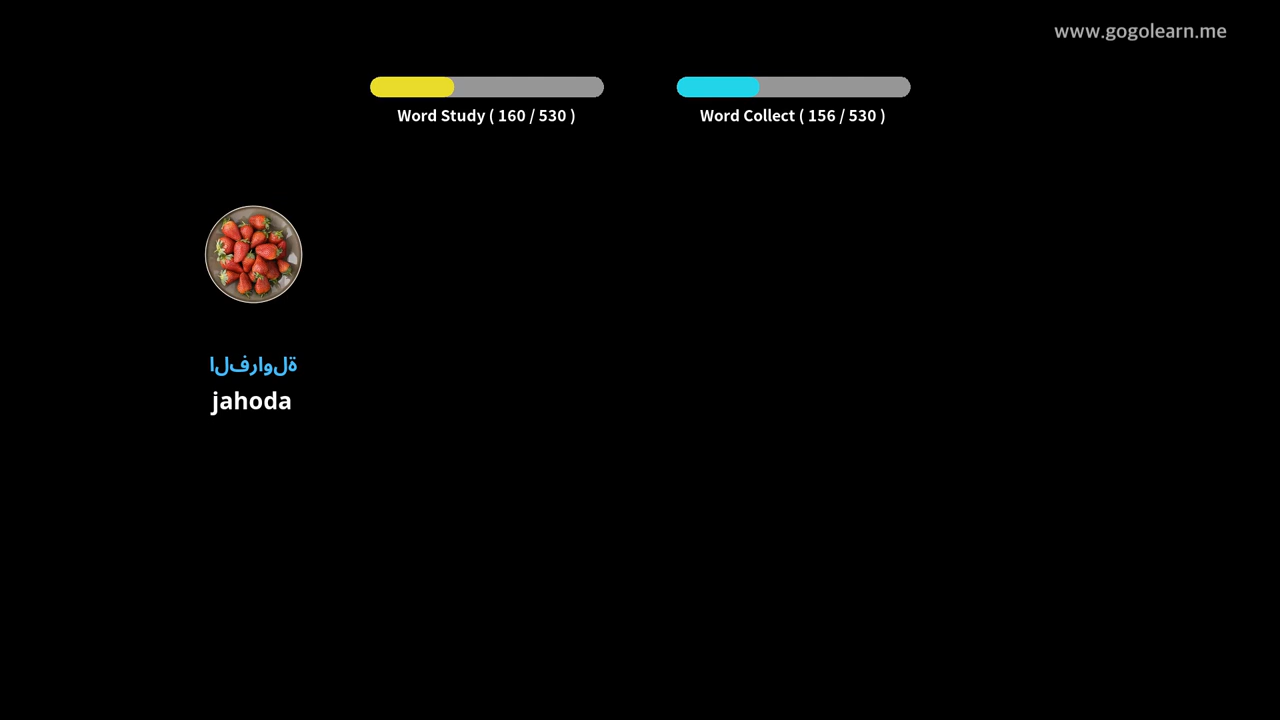 www.gogolearn.me
Word Study ( 160 / 530 )
Word Collect ( 156 / 530 )
الفراولة
jahoda